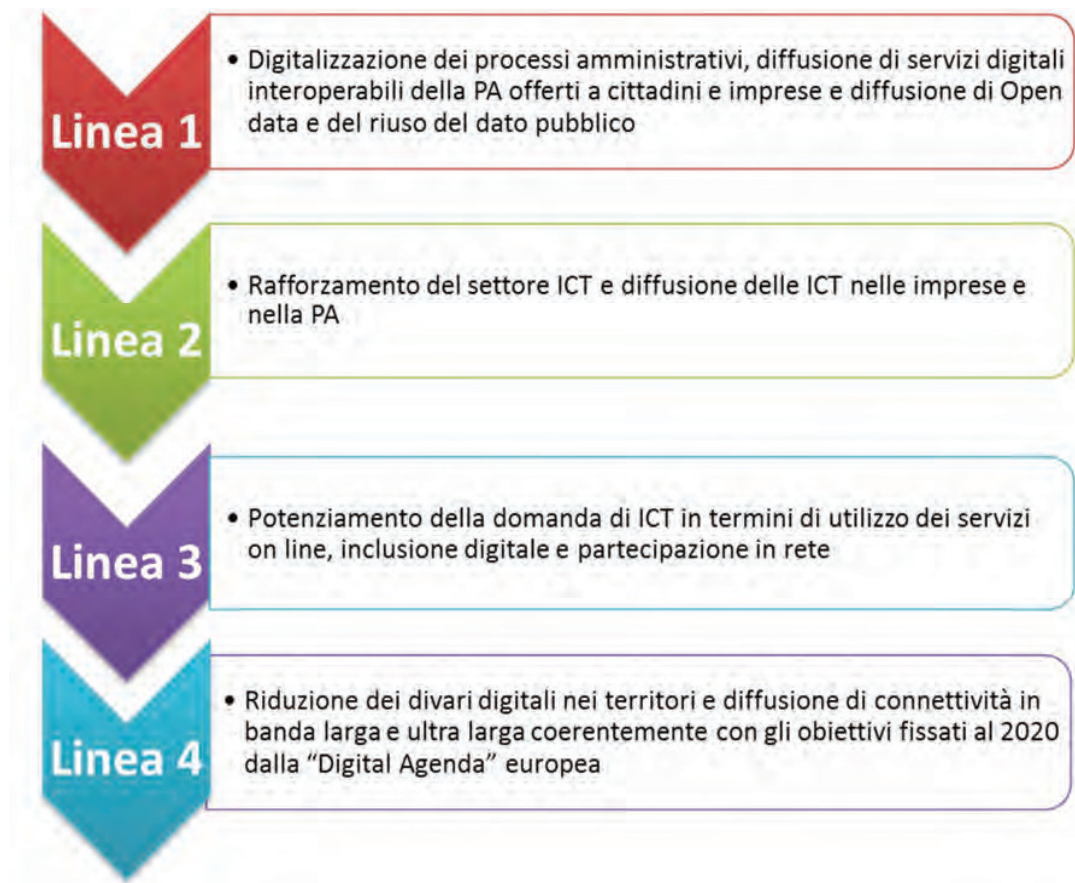 Linea 1
• Digitalizzazione dei processi amministrativi, diffusione di servizi digitali
interoperabili della PA offerti a cittadini e imprese e diffusione di Open
data e del riuso del dato pubblico
Linea 2
• Rafforzamento del settore ICT e diffusione delle ICT nelle imprese e
nella PA
Linea 3
• Potenziamento della domanda di ICT in termini di utilizzo dei servizi
on line, inclusione digitale e partecipazione in rete
Linea 4
• Riduzione dei divari digitali nei territori e diffusione di connettività in
banda larga e ultra larga coerentemente con gli obiettivi fissati al 2020
dalla “Digital Agenda” europea